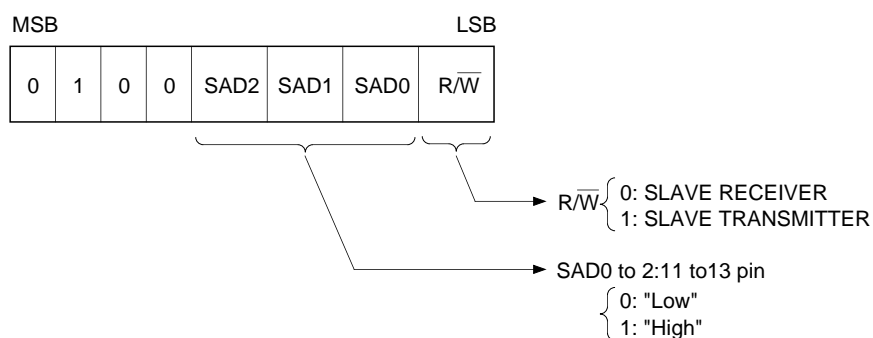 MSB LSB
0 1 0 0 SAD2 SAD1 SAD0 R/W̅
R/W̅ 0: SLAVE RECEIVER
1: SLAVE TRANSMITTER
SAD0 to 2:11 to13 pin
0: "Low"
1: "High"